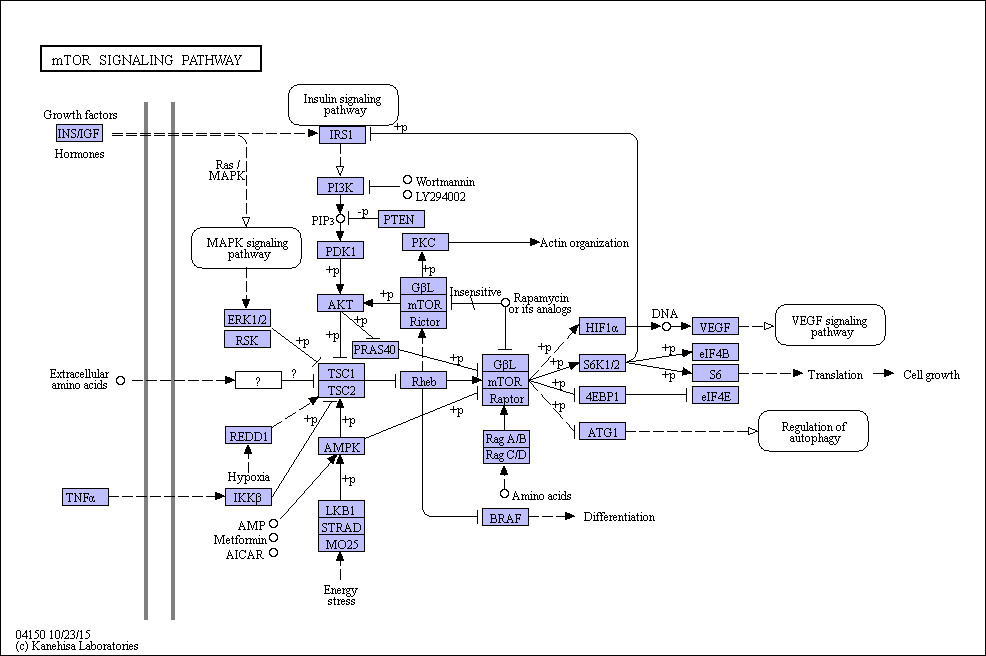 mTOR SIGNALING PATHWAY
Insulin signaling
pathway
Growth factors
INS/IGF
Hormones
+p
IRS1
Ras /
MAPK
PI3K
Wortmannin
LY294002
PIP3
-p
PTEN
MAPK signaling
pathway
PDK1
PKC
Actin organization
+p
+p
GβL
mTOR
Rictor
AKT
+p
Insensitive
Rapamycin
or its analogs
DNA
HIF1α
VEGF
VEGF signaling
pathway
ERK1/2
RSK
+p
+p
+p
PRAS40
+p
+p
+p
+p
+p
+p
+p
S6K1/2
eIF4B
S6
Translation
Cell growth
Extracellular
amino acids
?
?
TSC1
TSC2
Rheb
GβL
mTOR
Raptor
4EBP1
eIF4E
+p
+p
ATG1
Regulation of
autophagy
REDD1
AMPK
Rag A/B
Rag C/D
Hypoxia
+p
TNFα
IKKβ
Amino acids
LKB1
STRAD
MO25
BRAF
Differentiation
AMP
Metformin
AICAR
Energy
stress
04150 10/23/15
(c) Kanehisa Laboratories